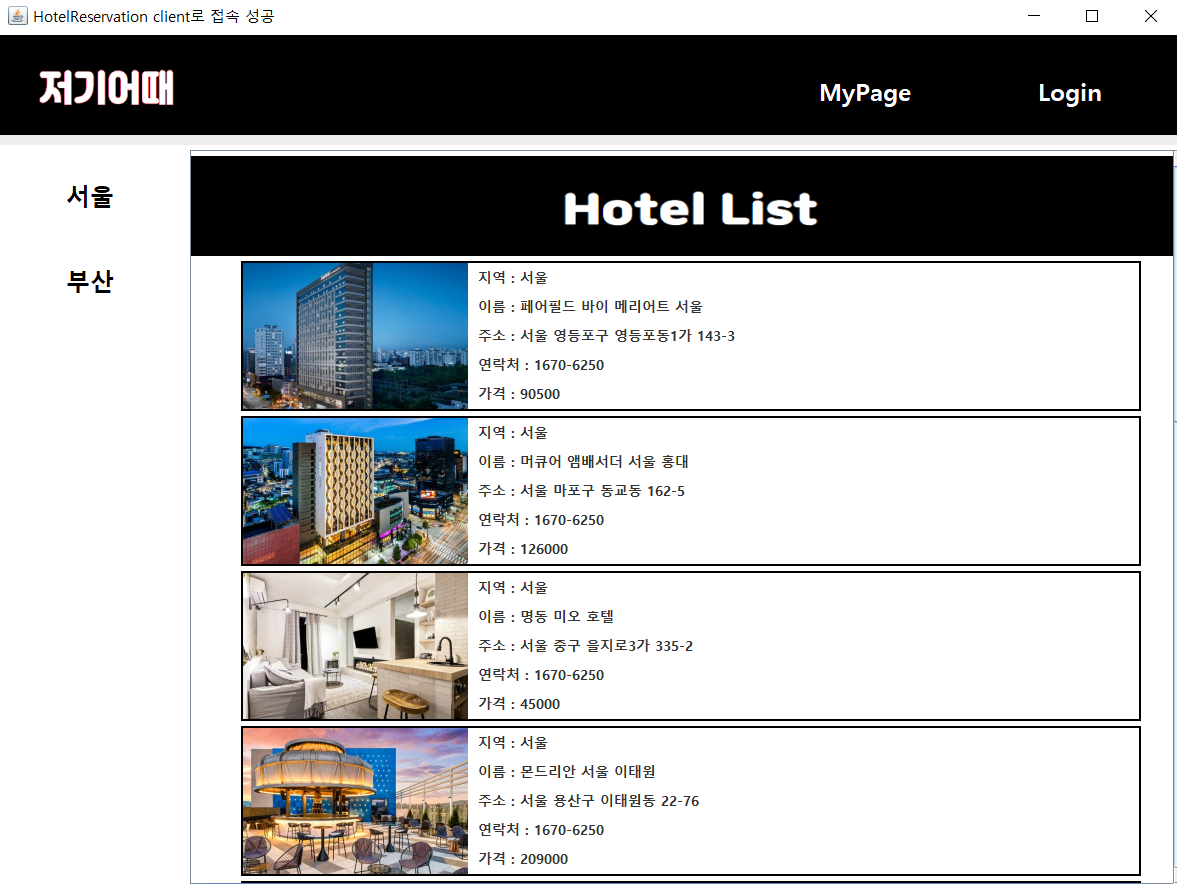 HotelReservation client로 접속 성공
저기어때
MyPage
Login
서울
부산
Hotel List
지역 : 서울
이름 : 페어필드 바이 메리어트 서울
주소 : 서울 영등포구 영등포동1가 143-3
연락처 : 1670-6250
가격 : 90500
지역 : 서울
이름 : 머큐어 앰배서더 서울 홍대
주소 : 서울 마포구 동교동 162-5
연락처 : 1670-6250
가격 : 126000
지역 : 서울
이름 : 명동 미오 호텔
주소 : 서울 중구 을지로3가 335-2
연락처 : 1670-6250
가격 : 45000
지역 : 서울
이름 : 몬드리안 서울 이태원
주소 : 서울 용산구 이태원동 22-76
연락처 : 1670-6250
가격 : 209000